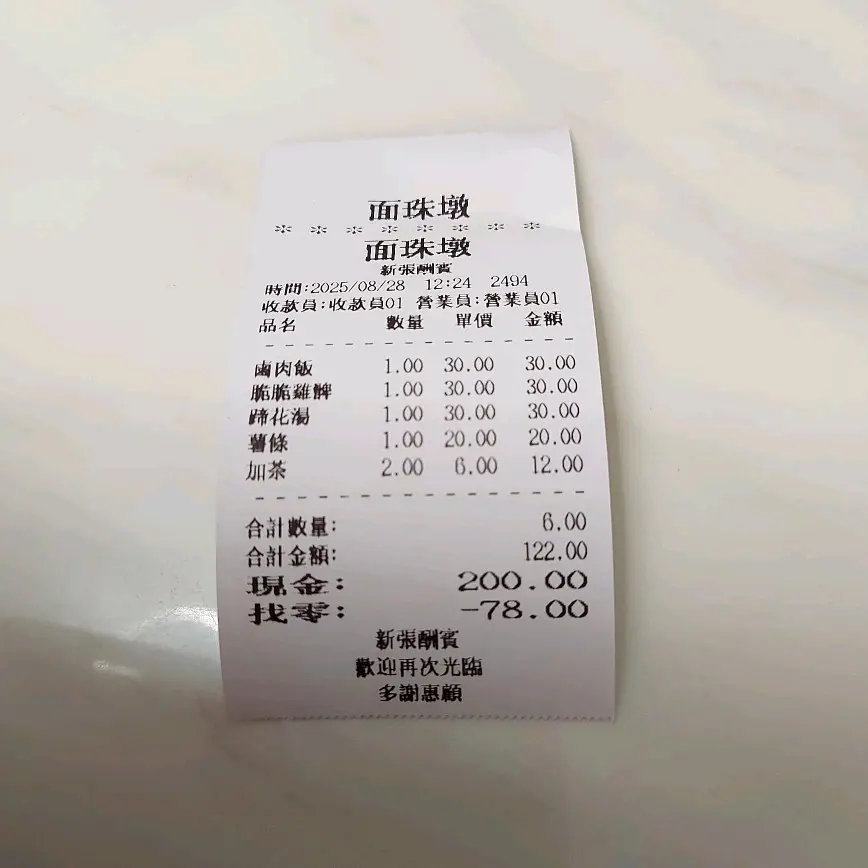 面珠墩
* * * * * * * *
面珠墩
新張酬賓
時間:2025/08/28 12:24 2494
收款員:收款員01 營業員:營業員01
品名 數量 單價 金額
- - - - - - - - - - - - - - - - - - - -
鹵肉飯 1.00 30.00 30.00
脆脆雞髀 1.00 30.00 30.00
蹄花湯 1.00 30.00 30.00
薯條 1.00 20.00 20.00
加茶 2.00 6.00 12.00
- - - - - - - - - - - - - - - - - - - -
合計數量: 6.00
合計金額: 122.00
現金: 200.00
找零: -78.00
新張酬賓
歡迎再次光臨
多謝惠顧